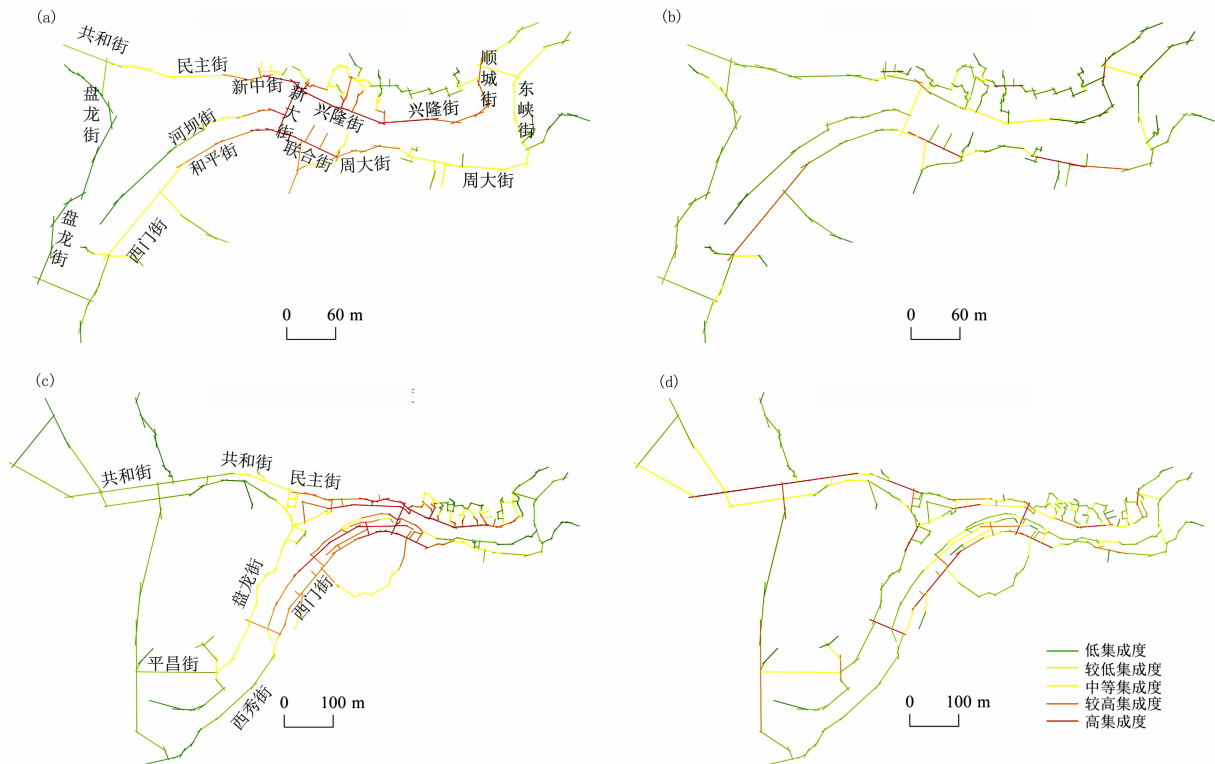 (a)
共和街
民主街
新中街
新大街
兴隆街
兴隆街
顺城街
东峡街
盘龙街
河坝街
和平街
联合街
周大街
周大街
盘龙街
西门街
0 60 m
(b)
0 60 m
(c)
共和街
共和街
民主街
盘龙街
西门街
平昌街
西秀街
0 100 m
(d)
0 100 m
低集成度
较低集成度
中等集成度
较高集成度
高集成度